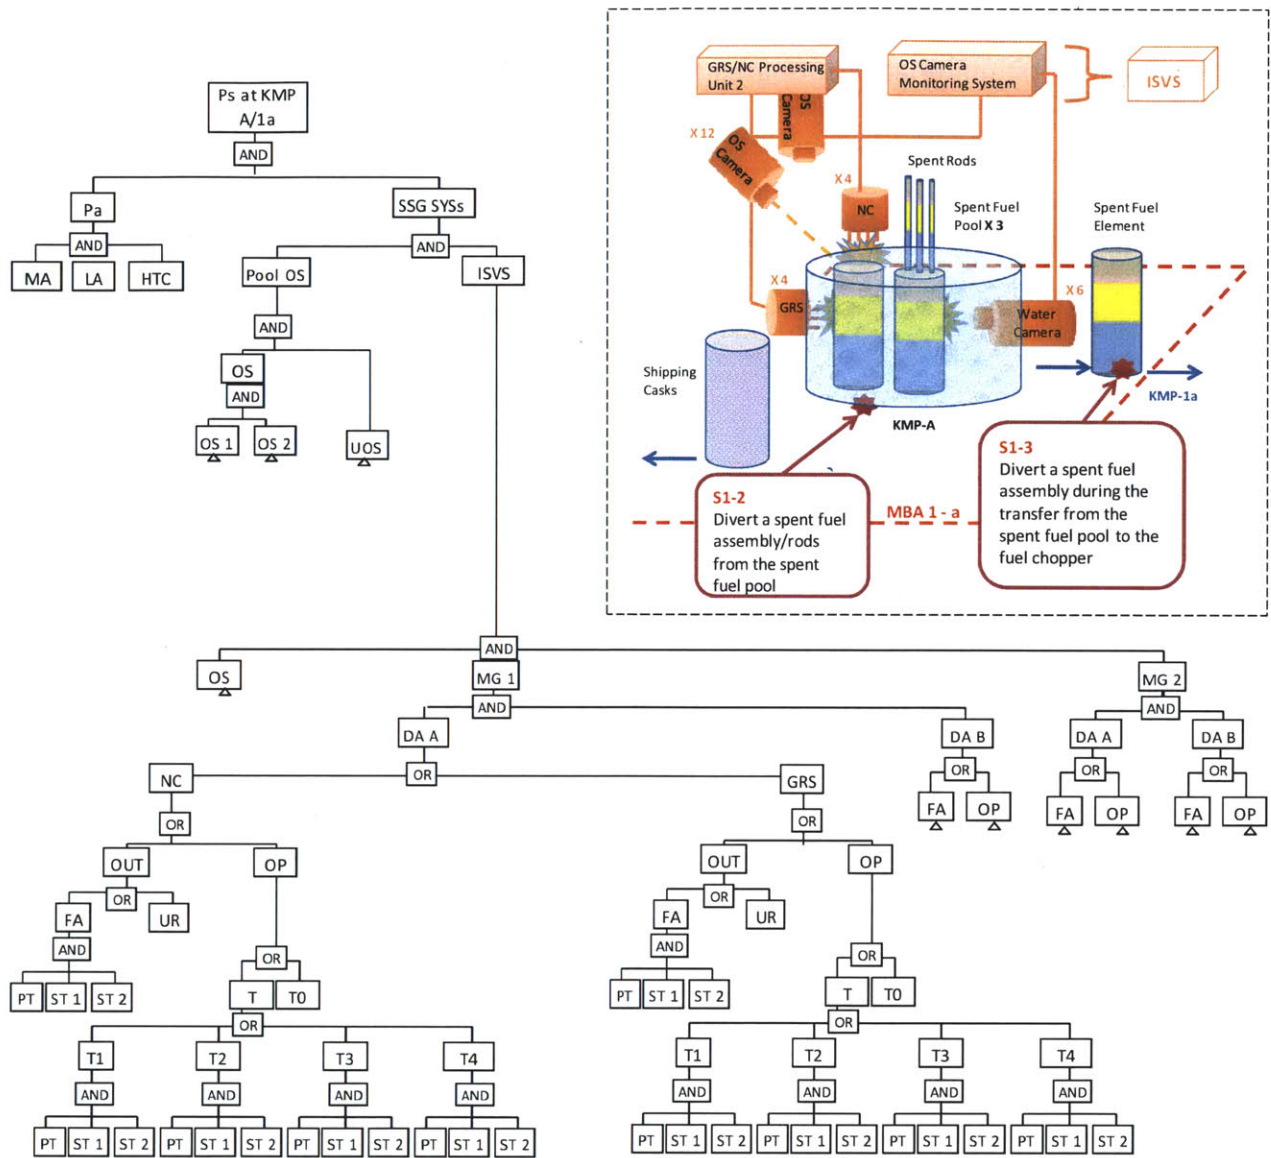 Ps at KMP
A/1a
AND
Pa
SSG SYSs
AND
AND
MA
LA
HTC
Pool OS
ISVS
AND
OS
AND
OS 1
OS 2
UOS
GRS/NC Processing
Unit 2
OS Camera
Monitoring System
ISVS
OS
Camera
X 12
OS
Camera
X 4
NC
Spent Rods
Spent Fuel
Pool X 3
Spent Fuel
Element
X 4
GRS
X 6
Water
Camera
Shipping
Casks
KMP-A
KMP-1a
S1-2
Divert a spent fuel
assembly/rods
from the spent
fuel pool
MBA 1 - a
S1-3
Divert a spent fuel
assembly during the
transfer from the
spent fuel pool to the
fuel chopper
AND
OS
MG 1
MG 2
AND
AND
DA A
DA B
DA A
DA B
NC
OR
GRS
OR
OR
OR
FA
OP
FA
OP
FA
OP
OR
OR
OUT
OP
OUT
OP
OR
OR
FA
UR
FA
UR
AND
AND
OR
OR
PT
ST 1
ST 2
T
T0
PT
ST 1
ST 2
T
T0
OR
OR
T1
T2
T3
T4
T1
T2
T3
T4
AND
AND
AND
AND
AND
AND
AND
AND
PT
ST 1
ST 2
PT
ST 1
ST 2
PT
ST 1
ST 2
PT
ST 1
ST 2
PT
ST 1
ST 2
PT
ST 1
ST 2
PT
ST 1
ST 2
PT
ST 1
ST 2